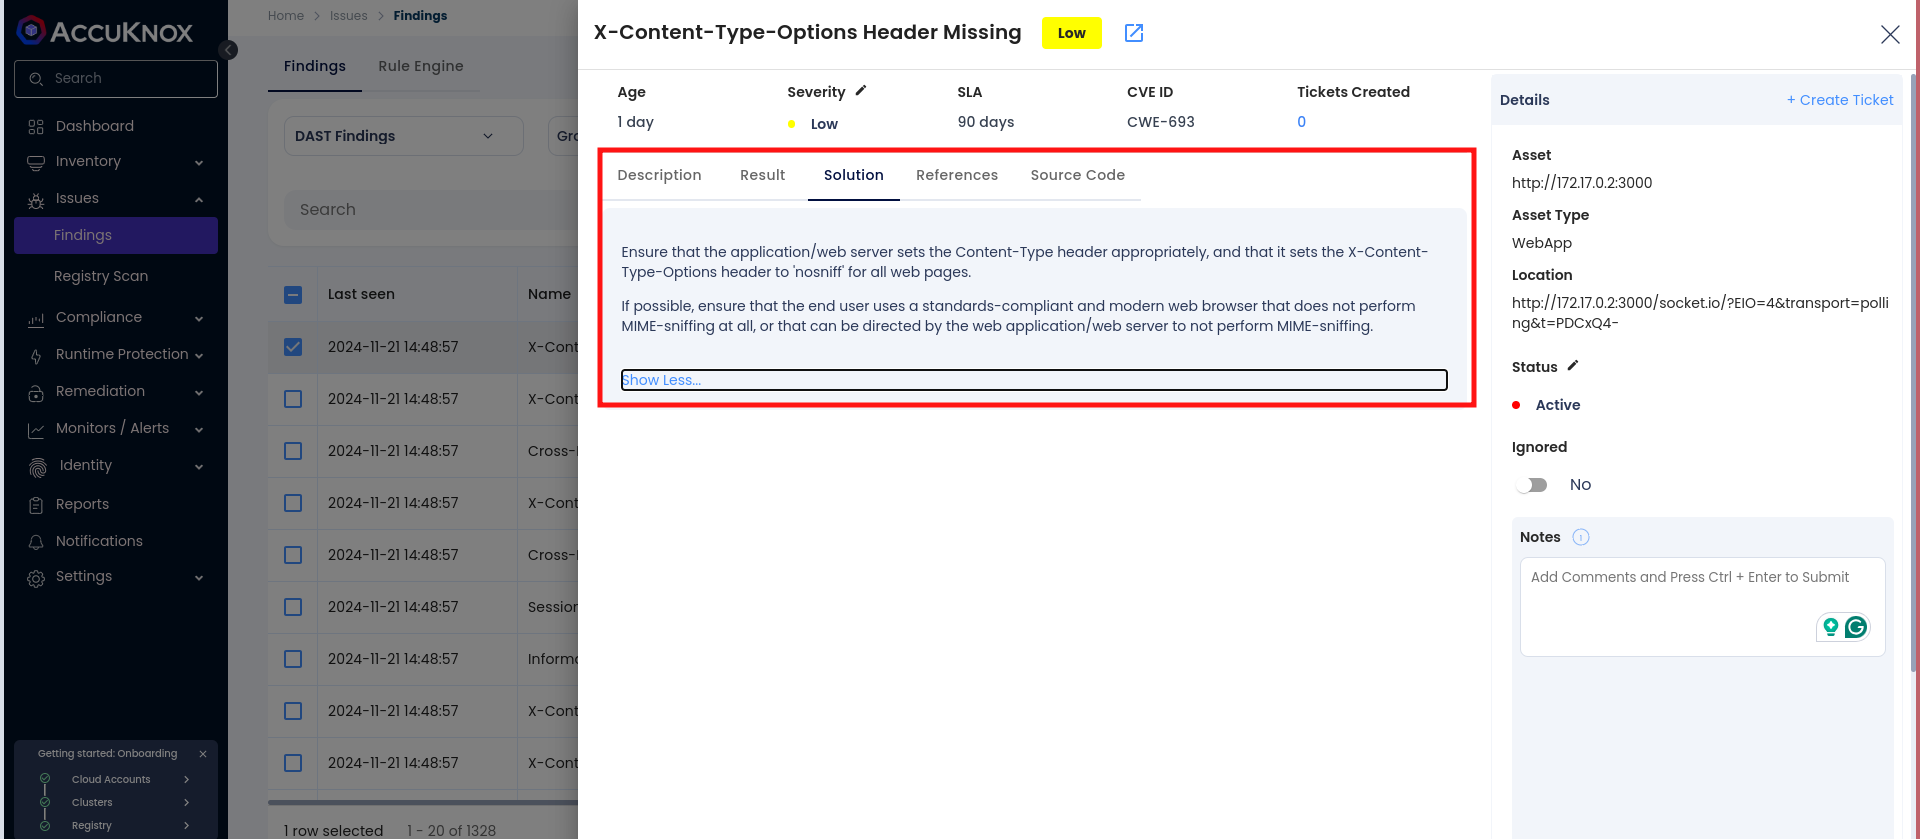 ACCUKNOX
Search
Dashboard
Inventory
Issues
Findings
Registry Scan
Compliance
Runtime Protection
Remediation
Monitors / Alerts
Identity
Reports
Notifications
Settings
Getting started: Onboarding
Cloud Accounts
Clusters
Registry
Home > Issues > Findings
Findings Rule Engine
DAST Findings
Gro
Search
Last seen Name
2024-11-21 14:48:57 X-Cont
2024-11-21 14:48:57 X-Cont
2024-11-21 14:48:57 Cross-
2024-11-21 14:48:57 X-Cont
2024-11-21 14:48:57 Cross-
2024-11-21 14:48:57 Session
2024-11-21 14:48:57 Informa
2024-11-21 14:48:57 X-Cont
2024-11-21 14:48:57 X-Cont
1 row selected 1 - 20 of 1328
X-Content-Type-Options Header Missing Low
Age Severity SLA CVE ID Tickets Created
1 day Low 90 days CWE-693 0
Description Result Solution References Source Code
Ensure that the application/web server sets the Content-Type header appropriately, and that it sets the X-Content-
Type-Options header to 'nosniff' for all web pages.
If possible, ensure that the end user uses a standards-compliant and modern web browser that does not perform
MIME-sniffing at all, or that can be directed by the web application/web server to not perform MIME-sniffing.
Show Less...
Details + Create Ticket
Asset
http://172.17.0.2:3000
Asset Type
WebApp
Location
http://172.17.0.2:3000/socket.io/?EIO=4&transport=polli
ng&t=PDCxQ4-
Status
Active
Ignored
No
Notes
Add Comments and Press Ctrl + Enter to Submit